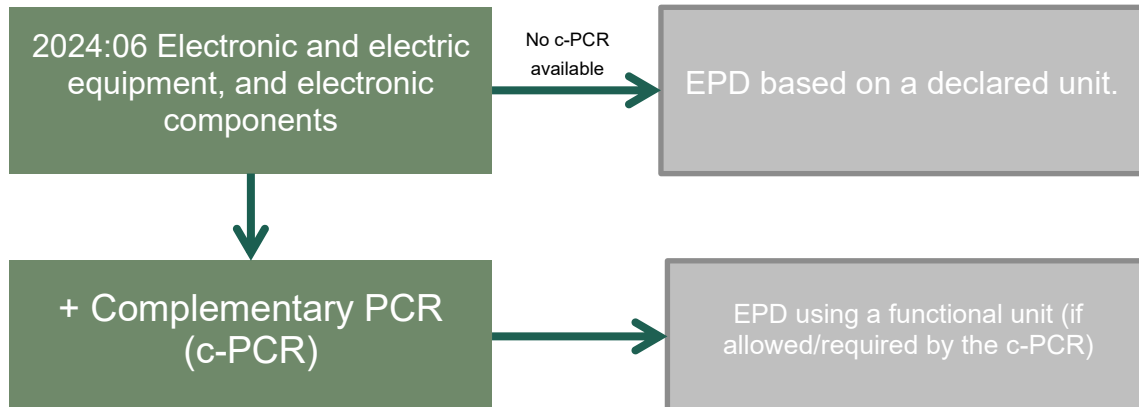 2024:06 Electronic and electric
equipment, and electronic
components
No c-PCR
available
EPD based on a declared unit.
+ Complementary PCR
(c-PCR)
EPD using a functional unit (if
allowed/required by the c-PCR)